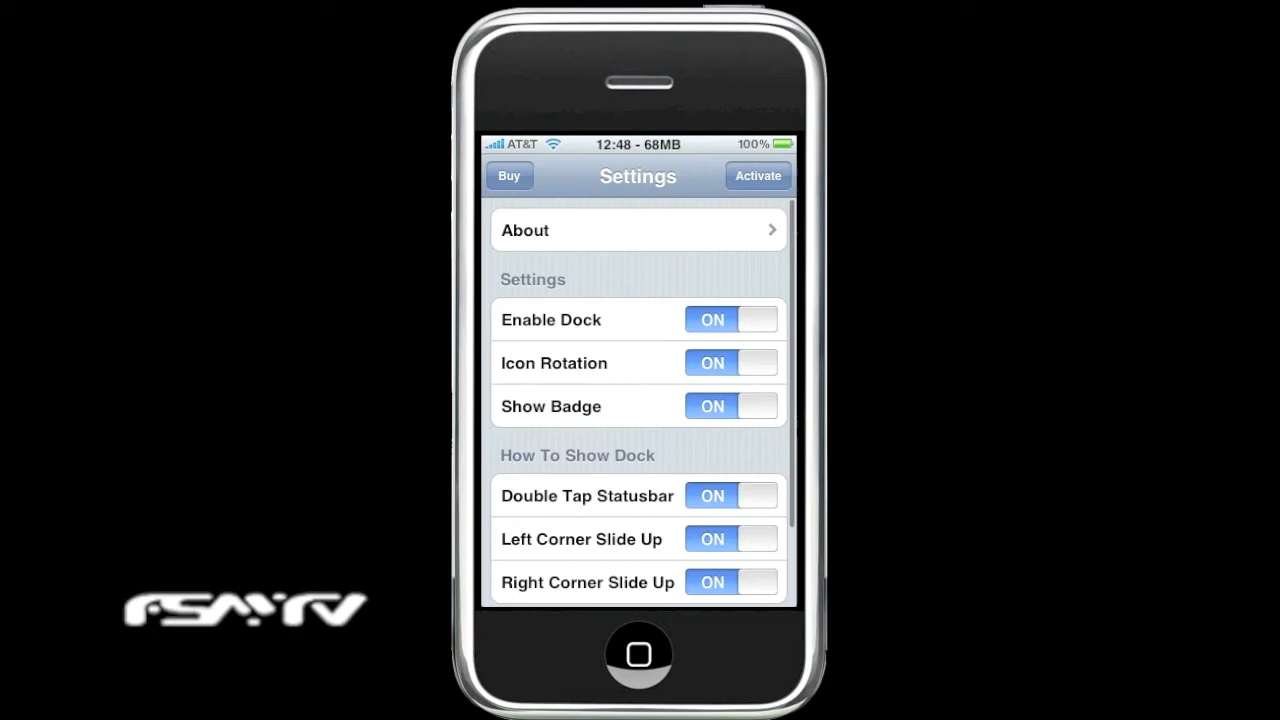 AT&T 12:48 - 68MB 100%
Buy Settings Activate
About
Settings
Enable Dock ON
Icon Rotation ON
Show Badge ON
How To Show Dock
Double Tap Statusbar ON
Left Corner Slide Up ON
Right Corner Slide Up ON